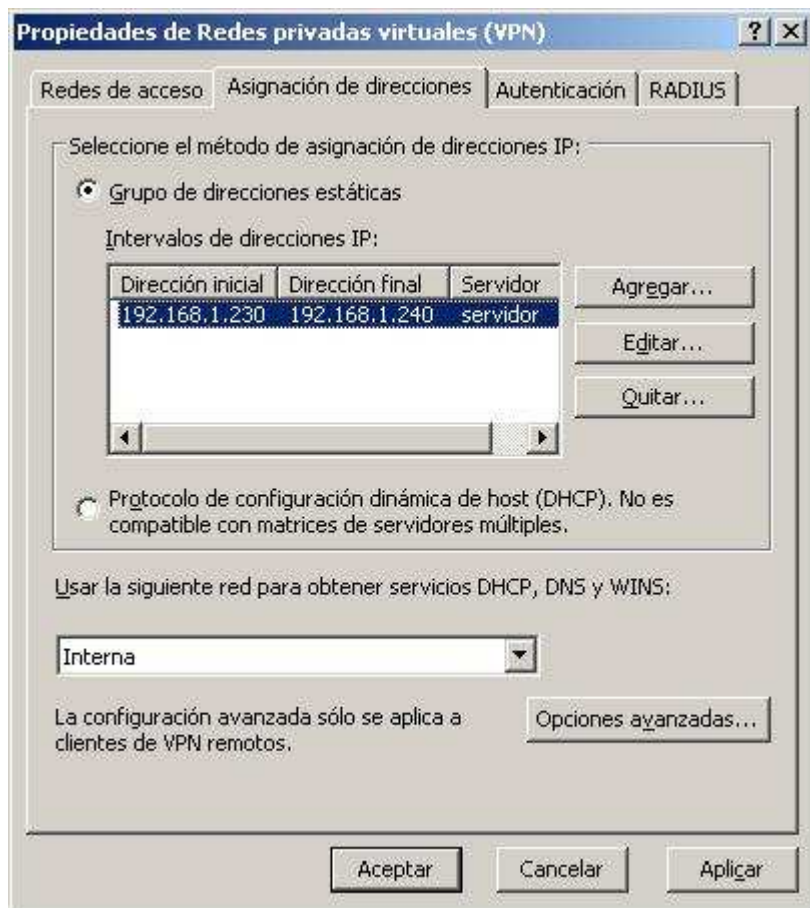 Propiedades de Redes privadas virtuales (VPN)
Redes de acceso Asignación de direcciones Autenticación RADIUS
Seleccione el método de asignación de direcciones IP:
Grupo de direcciones estáticas
Intervalos de direcciones IP:
Dirección inicial Dirección final Servidor
192.168.1.230 192.168.1.240 servidor
Agregar...
Editar...
Quitar...
Protocolo de configuración dinámica de host (DHCP). No es
compatible con matrices de servidores múltiples.
Usar la siguiente red para obtener servicios DHCP, DNS y WINS:
Interna
La configuración avanzada sólo se aplica a
clientes de VPN remotos.
Opciones avanzadas...
Aceptar Cancelar Aplicar